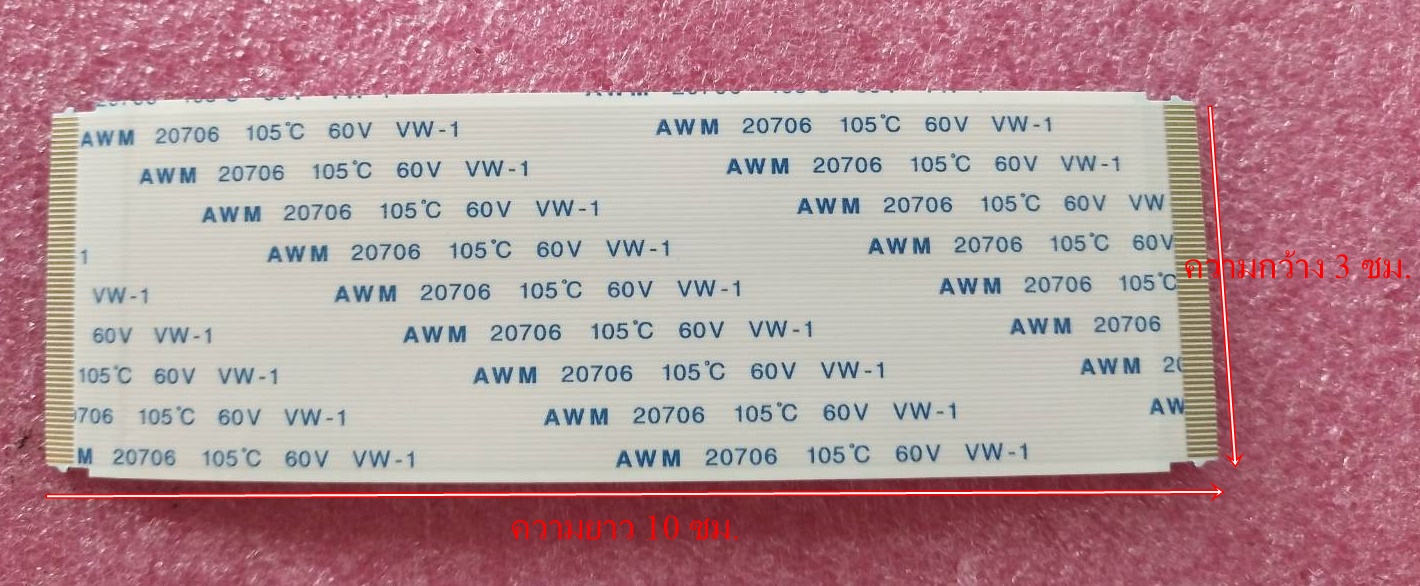 AWM 20706 105℃ 60V VW-1 AWM 20706 105℃ 60V VW-1
AWM 20706 105℃ 60V VW-1 AWM 20706 105℃ 60V VW-1
AWM 20706 105℃ 60V VW-1 AWM 20706 105℃ 60V VW
1 AWM 20706 105℃ 60V VW-1 AWM 20706 105℃ 60V
ความกว้าง 3 ซม.
VW-1 AWM 20706 105℃ 60V VW-1 AWM 20706 105℃
60V VW-1 AWM 20706 105℃ 60V VW-1 AWM 20706
105℃ 60V VW-1 AWM 20706 105℃ 60V VW-1 AWM 20
706 105℃ 60V VW-1 AWM 20706 105℃ 60V VW-1 AW
M 20706 105℃ 60V VW-1 AWM 20706 105℃ 60V VW-1
ความยาว 10 ซม.